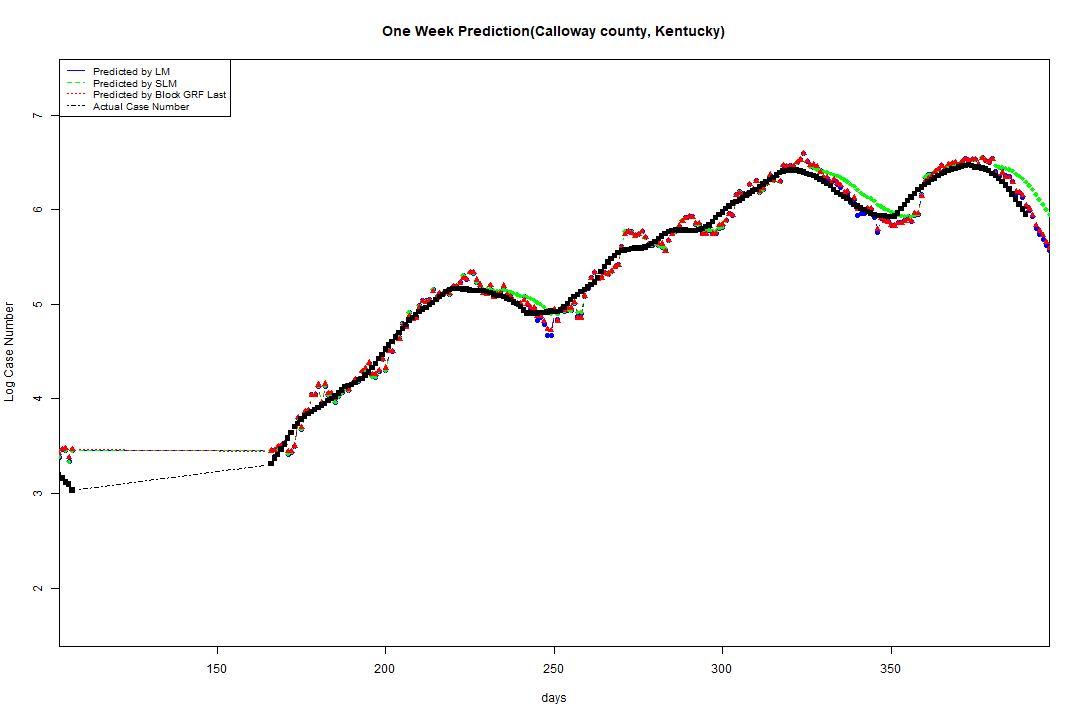 One Week Prediction(Calloway county, Kentucky)
Predicted by LM
Predicted by SLM
Predicted by Block GRF Last
Actual Case Number
7
6
5
4
3
2
Log Case Number
150 200 250 300 350
days